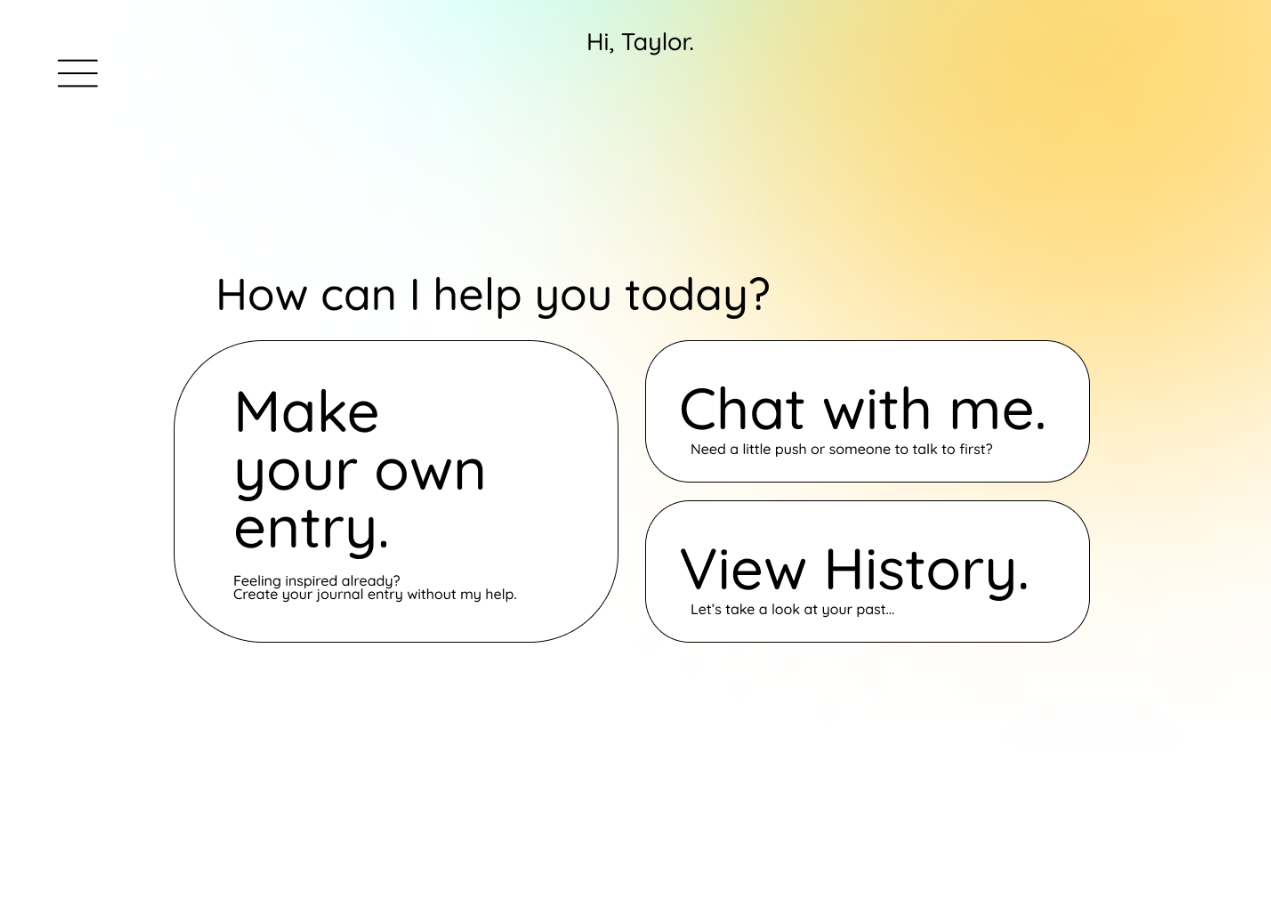 Hi, Taylor.
How can I help you today?
Make
your own
entry.
Feeling inspired already?
Create your journal entry without my help.
Chat with me.
Need a little push or someone to talk to first?
View History.
Let's take a look at your past...